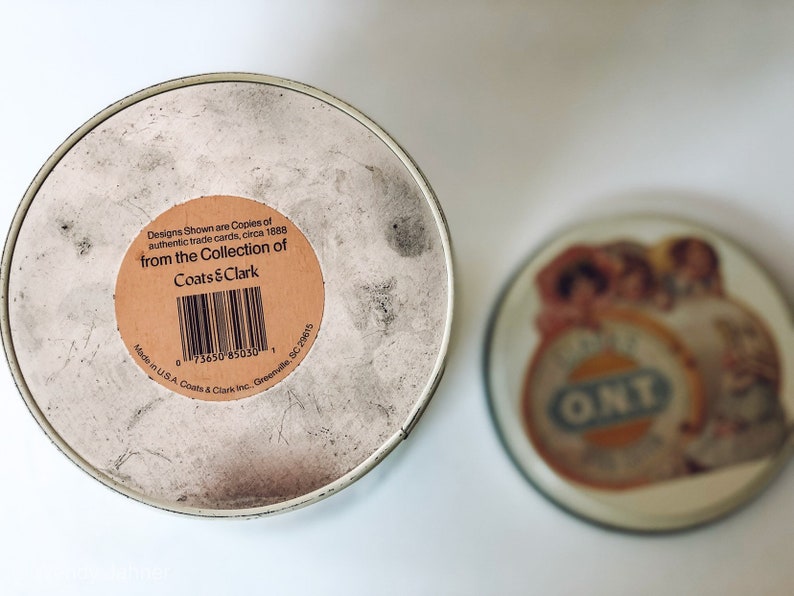 Designs Shown are Copies of
authentic trade cards, circa 1888
from the Collection of
Coats & Clark
0 73650 85030 1
Made in U.S.A. Coats & Clark Inc., Greenville, SC 29615
O.N.T.